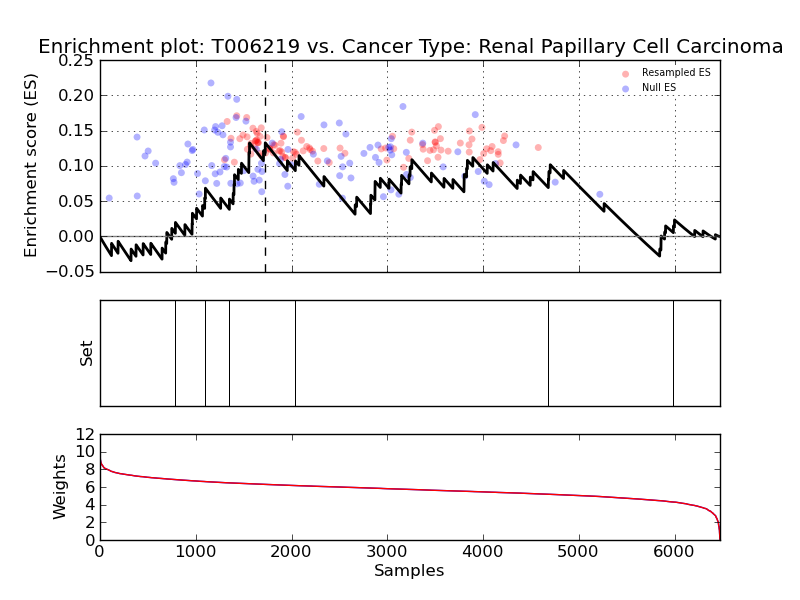 Enrichment plot: T006219 vs. Cancer Type: Renal Papillary Cell Carcinoma
Enrichment score (ES)
0.25
0.20
0.15
0.10
0.05
0.00
−0.05
Resampled ES
Null ES
Set
Weights
12
10
8
6
4
2
0
0 1000 2000 3000 4000 5000 6000
Samples